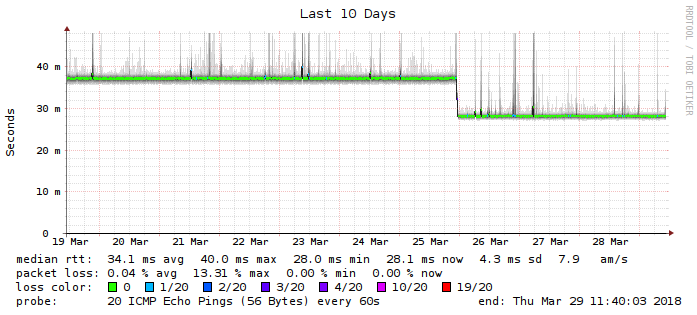 Last 10 Days
RRDTOOL / TOBI OETIKER
Seconds
40 m
30 m
20 m
10 m
0
19 Mar 20 Mar 21 Mar 22 Mar 23 Mar 24 Mar 25 Mar 26 Mar 27 Mar 28 Mar
median rtt: 34.1 ms avg 40.0 ms max 28.0 ms min 28.1 ms now 4.3 ms sd 7.9 am/s
packet loss: 0.04 % avg 13.31 % max 0.00 % min 0.00 % now
loss color: 0 1/20 2/20 3/20 4/20 10/20 19/20
probe: 20 ICMP Echo Pings (56 Bytes) every 60s end: Thu Mar 29 11:40:03 2018